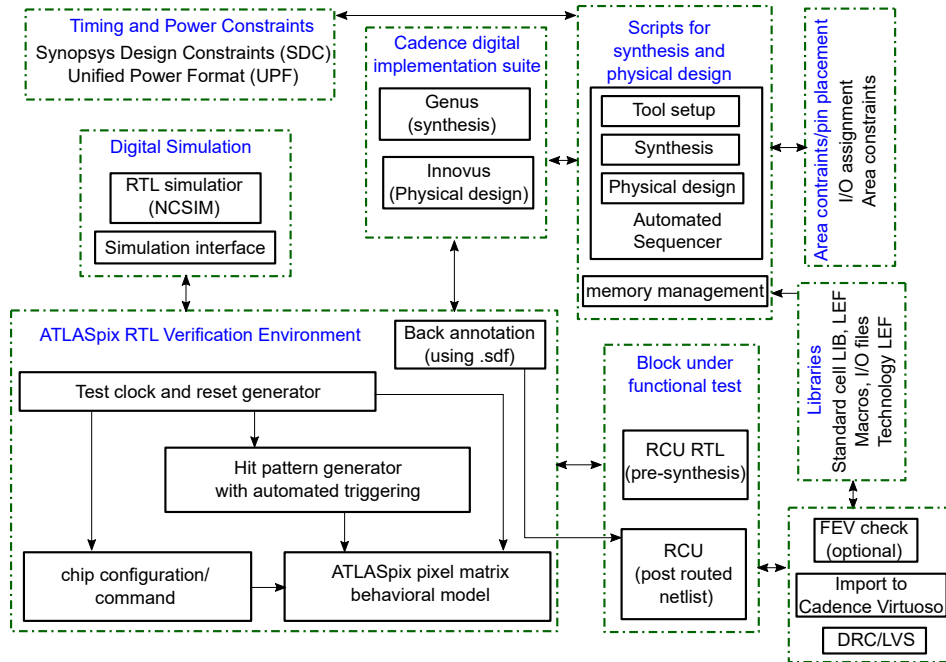 Timing and Power Constraints
Synopsys Design Constraints (SDC)
Unified Power Format (UPF)
Cadence digital
implementation suite
Genus
(synthesis)
Innovus
(Physical design)
Scripts for
synthesis and
physical design
Tool setup
Synthesis
Physical design
Automated
Sequencer
memory management
Area contraints/pin placement
I/O assignment
Area constraints
Digital Simulation
RTL simulatior
(NCSIM)
Simulation interface
Libraries
Standard cell LIB, LEF
Macros, I/O files
Technology LEF
ATLASpix RTL Verification Environment
Back annotation
(using .sdf)
Test clock and reset generator
Hit pattern generator
with automated triggering
chip configuration/
command
ATLASpix pixel matrix
behavioral model
Block under
functional test
RCU RTL
(pre-synthesis)
RCU
(post routed
netlist)
FEV check
(optional)
Import to
Cadence Virtuoso
DRC/LVS